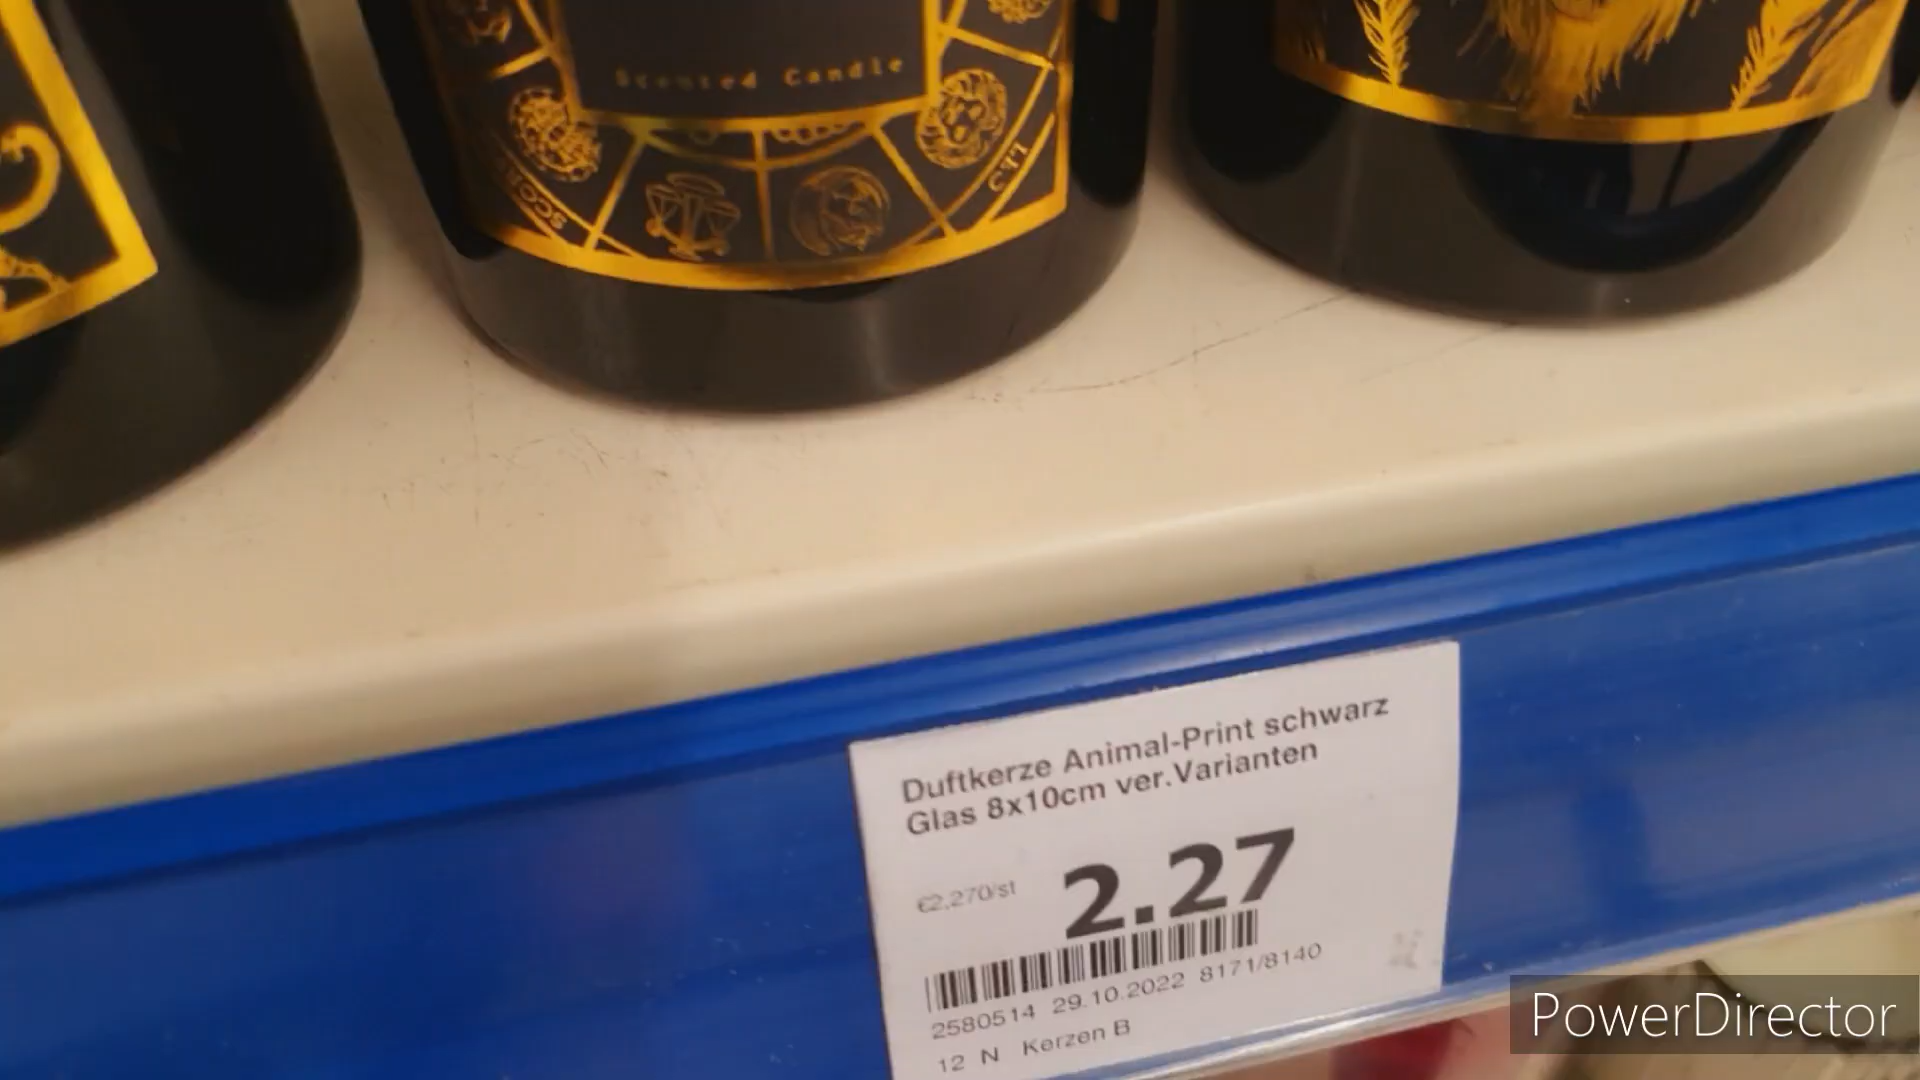 Scented Candle
Duftkerze Animal-Print schwarz
Glas 8x10cm ver.Varianten
€2,270/st
2.27
2580514 29.10.2022 8171/8140
12 N Kerzen B
PowerDirector